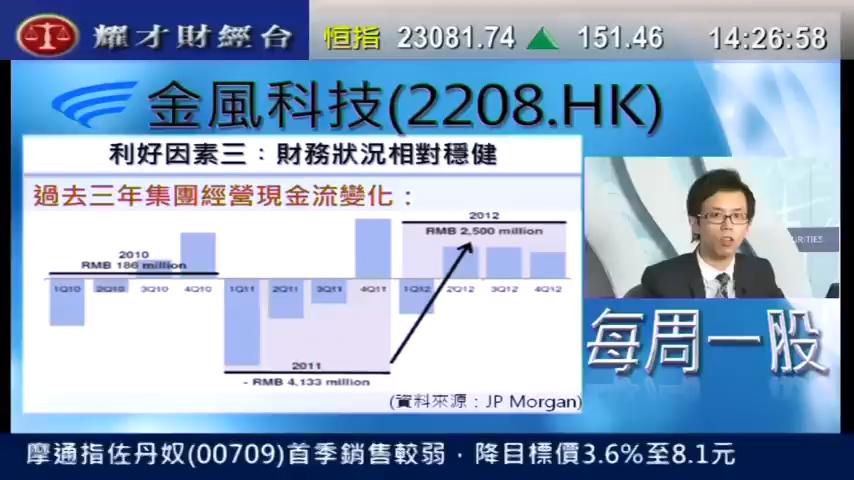 耀才財經台
恒指 23081.74 151.46 14:26:58
金風科技(2208.HK)
利好因素三：財務狀況相對穩健
過去三年集團經營現金流變化：
2012
RMB 2,500 million
2010
RMB 186 million
1Q10 2Q10 3Q10 4Q10 1Q11 2Q11 3Q11 4Q11 1Q12 2Q12 3Q12 4Q12
2011
- RMB 4,133 million
(資料來源：JP Morgan)
URITIES
每周一股
摩通指佐丹奴(00709)首季銷售較弱，降目標價3.6%至8.1元